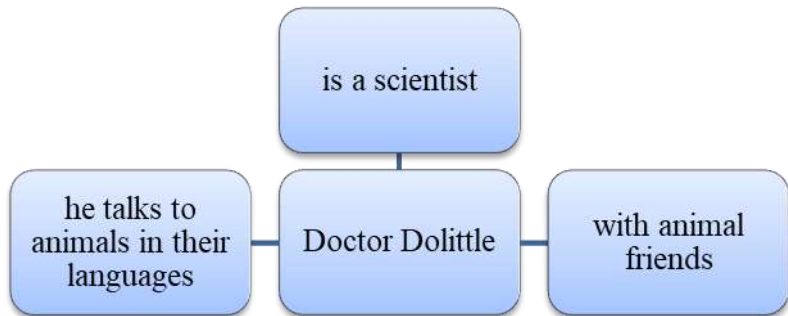 is a scientist
he talks to
animals in their
languages
Doctor Dolittle
with animal
friends